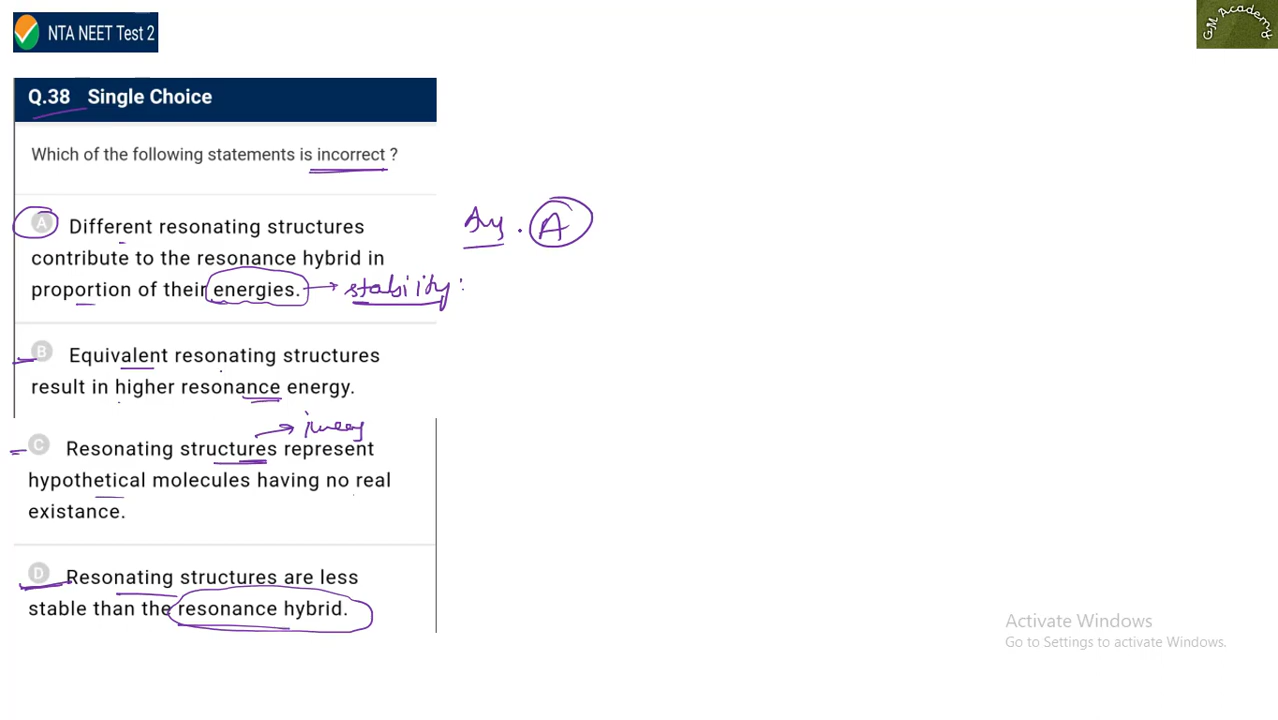 NTA NEET Test 2
GM Academy
Q.38 Single Choice
Which of the following statements is incorrect ?
A Different resonating structures
contribute to the resonance hybrid in
proportion of their energies. → stability :
Ans . A
B Equivalent resonating structures
result in higher resonance energy.
C Resonating structures represent
hypothetical molecules having no real
existance.
D Resonating structures are less
stable than the resonance hybrid.
Activate Windows
Go to Settings to activate Windows.